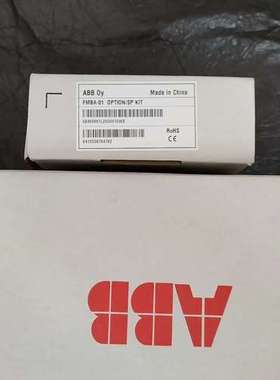 ABB Oy
Made in China
FMBA-01 OPTION/SP KIT
RoHS
CE
ABB